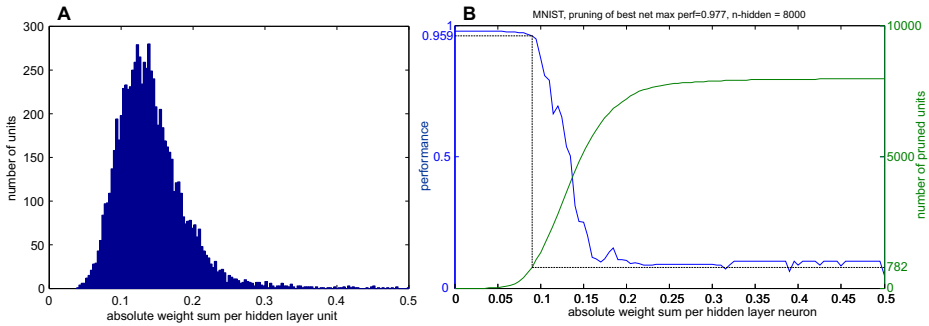 A
300
250
200
150
100
50
0
number of units
0 0.1 0.2 0.3 0.4 0.5
absolute weight sum per hidden layer unit
B
MNIST, pruning of best net max perf=0.977, n-hidden = 8000
1
0.959
0.5
0
performance
10000
5000
782
0
number of pruned units
0 0.05 0.1 0.15 0.2 0.25 0.3 0.35 0.4 0.45 0.5
absolute weight sum per hidden layer neuron